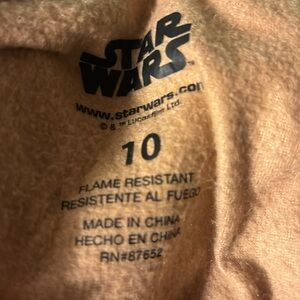 STAR
WARS™
www.starwars.com
© & ™ Lucasfilm Ltd.
10
FLAME RESISTANT
RESISTENTE AL FUEGO
MADE IN CHINA
HECHO EN CHINA
RN#87652